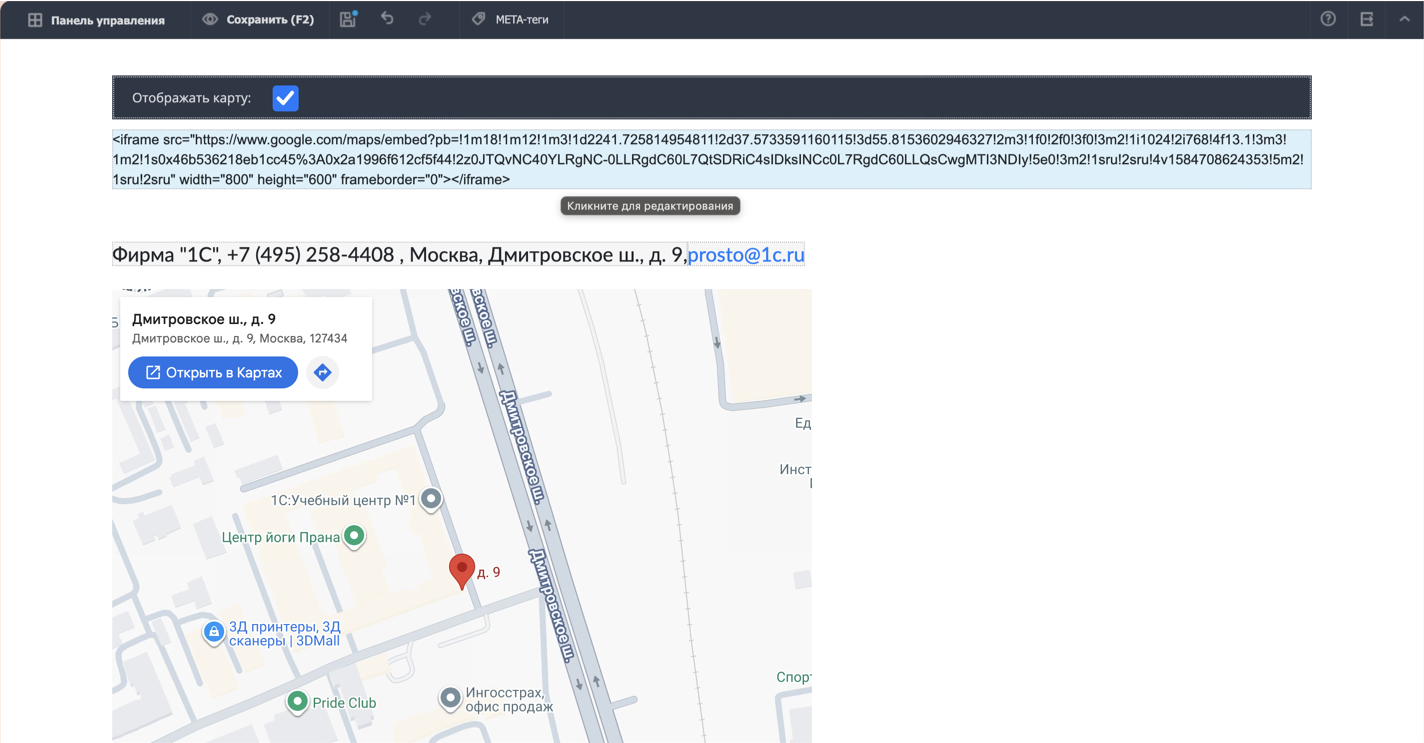 Панель управления
Сохранить (F2)
META-теги
Отображать карту:
<iframe src="https://www.google.com/maps/embed?pb=!1m18!1m12!1m3!1d2241.725814954811!2d37.5733591160115!3d55.8153602946327!2m3!1f0!2f0!3f0!3m2!1i1024!2i768!4f13.1!3m3!
1m2!1s0x46b536218eb1cc45%3A0x2a1996f612cf5f44!2z0JTQvNC40YLRgNC-0LLRgdC60L7QtSDRiC4sIDksINCc0L7RgdC60LLQsCwgMTI3NDIy!5e0!3m2!1sru!2sru!4v1584708624353!5m2!
1sru!2sru" width="800" height="600" frameborder="0"></iframe>
Кликните для редактирования
Фирма "1С", +7 (495) 258-4408 , Москва, Дмитровское ш., д. 9,prosto@1c.ru
Дмитровское ш., д. 9
Дмитровское ш., д. 9, Москва, 127434
Открыть в Картах
вское ш.
вское ш.
Дмитровское ш.
Ед
Инст
1С:Учебный центр №1
Центр йоги Прана
д. 9
Дмитровское ш.
3Д принтеры, 3Д
сканеры | 3DMall
Спорт
Ингосстрах,
офис продаж
Pride Club